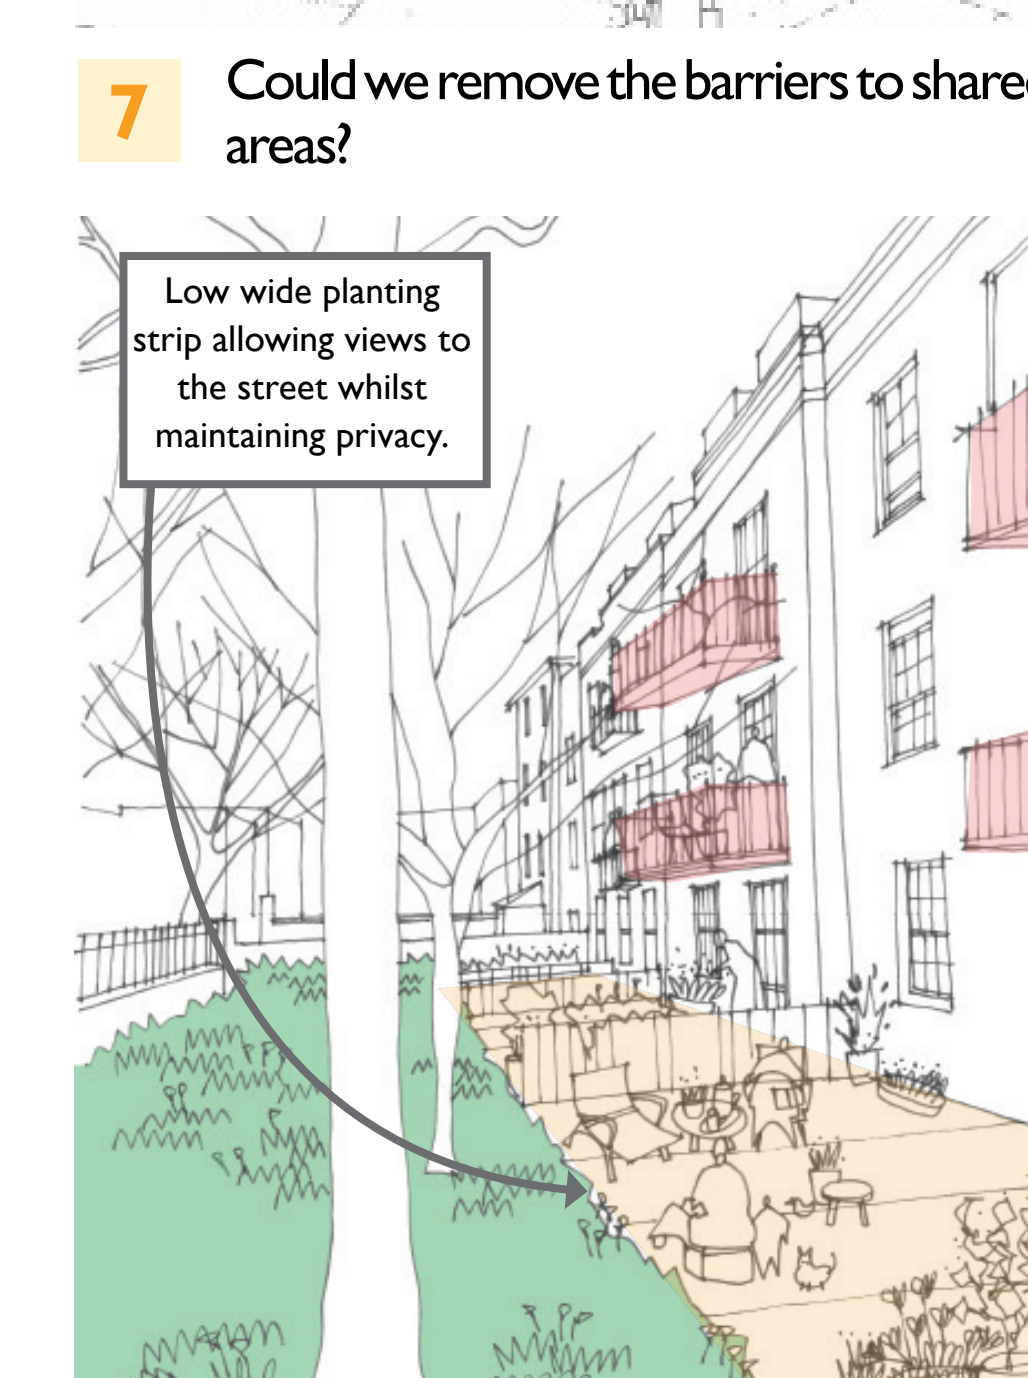 7
Could we remove the barriers to shared
areas?
Low wide planting
strip allowing views to
the street whilst
maintaining privacy.